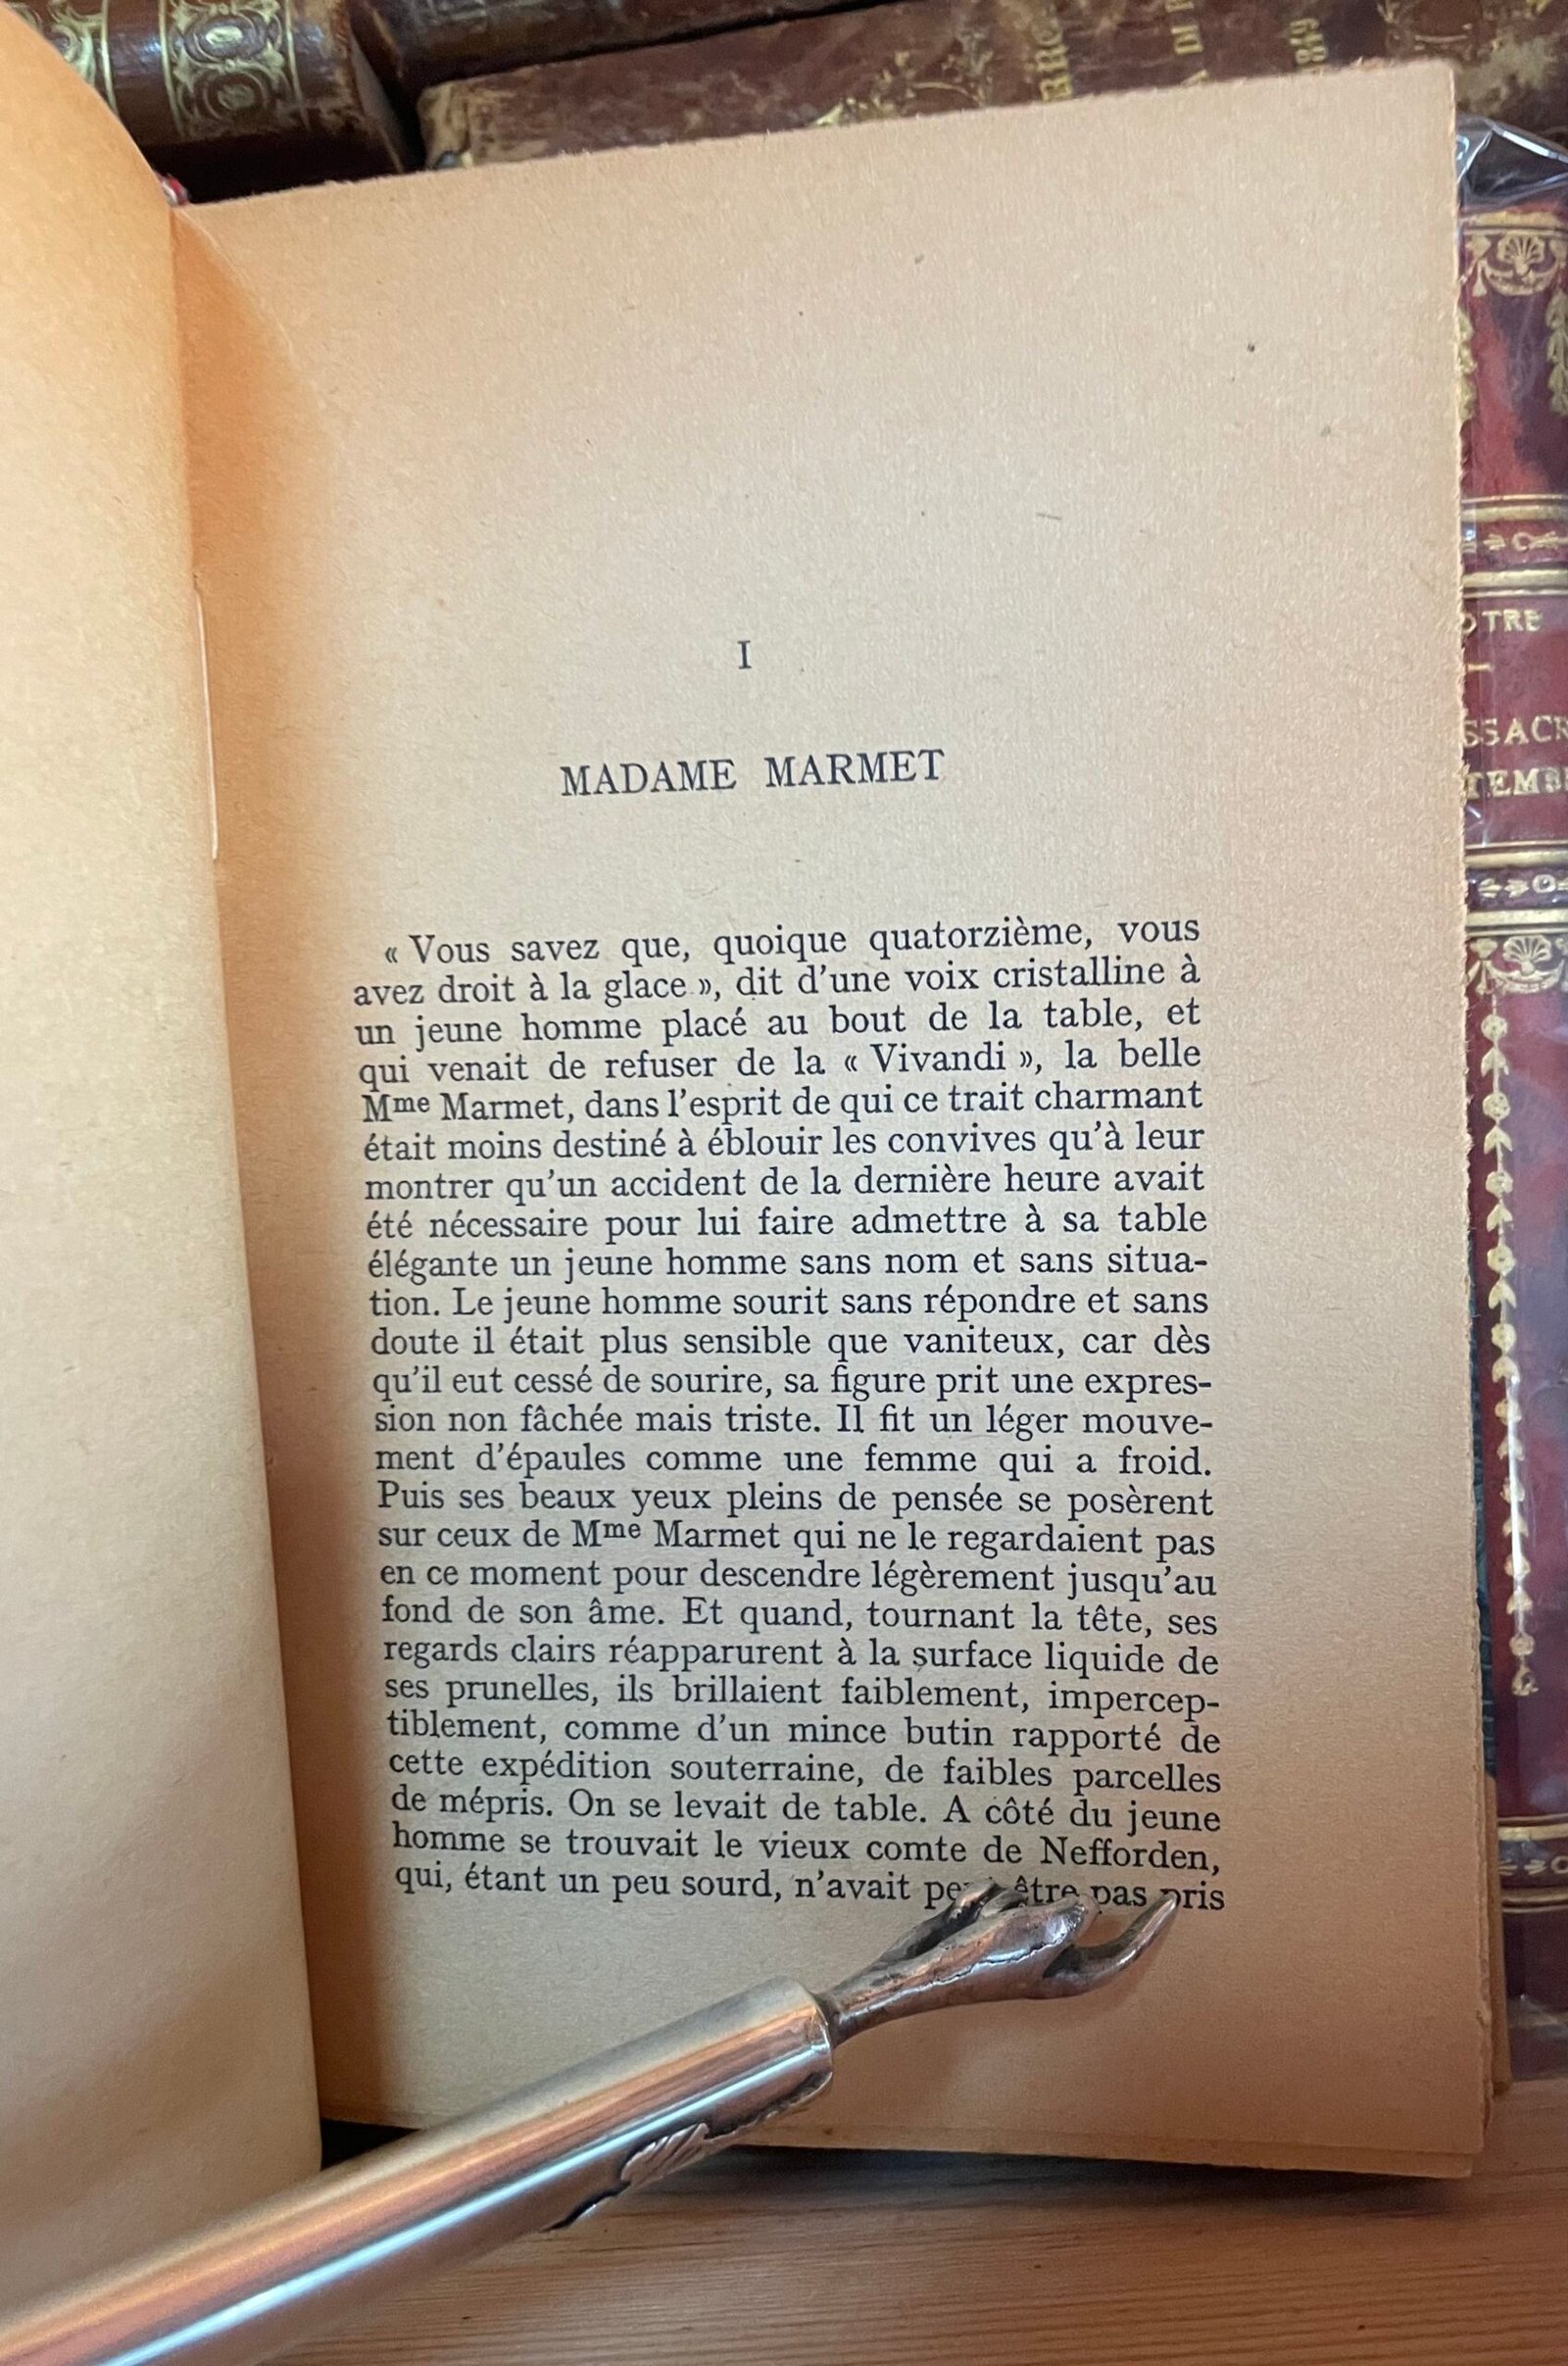 I
MADAME MARMET
« Vous savez que, quoique quatorzième, vous
avez droit à la glace », dit d'une voix cristalline à
un jeune homme placé au bout de la table, et
qui venait de refuser de la « Vivandi », la belle
Mme Marmet, dans l'esprit de qui ce trait charmant
était moins destiné à éblouir les convives qu'à leur
montrer qu'un accident de la dernière heure avait
été nécessaire pour lui faire admettre à sa table
élégante un jeune homme sans nom et sans situa-
tion. Le jeune homme sourit sans répondre et sans
doute il était plus sensible que vaniteux, car dès
qu'il eut cessé de sourire, sa figure prit une expres-
sion non fâchée mais triste. Il fit un léger mouve-
ment d'épaules comme une femme qui a froid.
Puis ses beaux yeux pleins de pensée se posèrent
sur ceux de Mme Marmet qui ne le regardaient pas
en ce moment pour descendre légèrement jusqu'au
fond de son âme. Et quand, tournant la tête, ses
regards clairs réapparurent à la surface liquide de
ses prunelles, ils brillaient faiblement, impercep-
tiblement, comme d'un mince butin rapporté de
cette expédition souterraine, de faibles parcelles
de mépris. On se levait de table. A côté du jeune
homme se trouvait le vieux comte de Nefforden,
qui, étant un peu sourd, n'avait être pas pris
TRE
SSACR
TEMB
1849